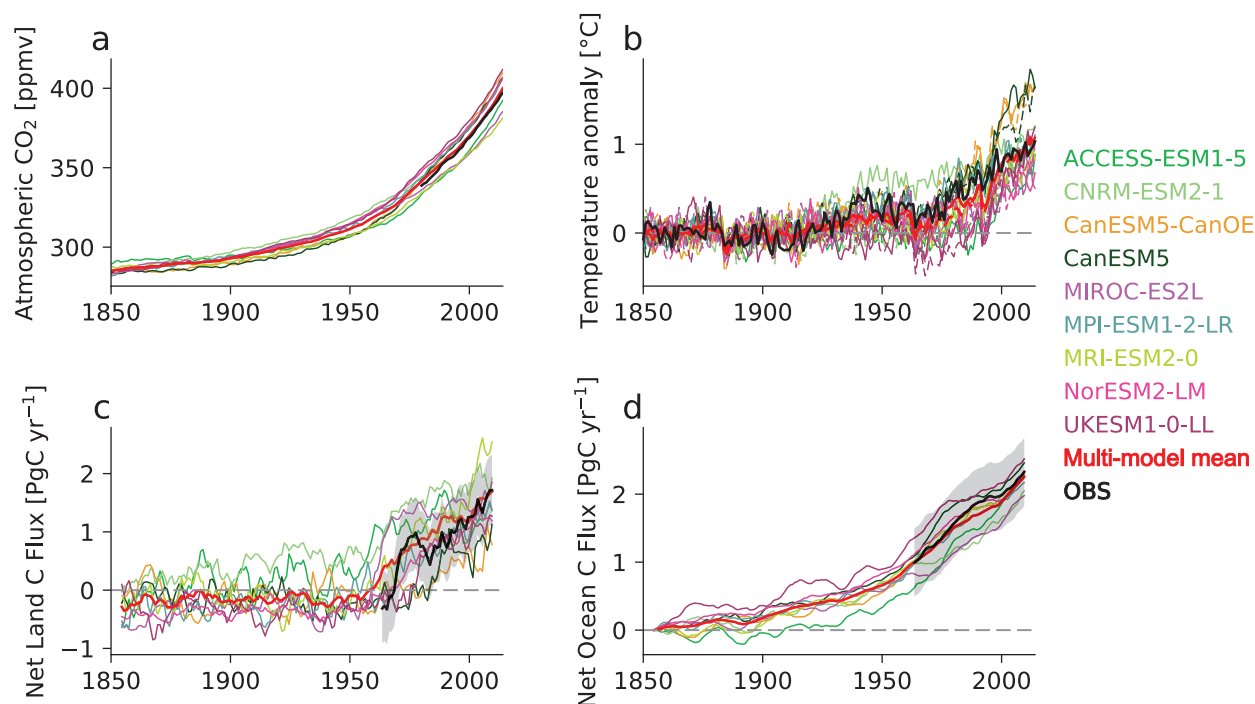 a
Atmospheric CO₂ [ppmv]
400
350
300
1850 1900 1950 2000
b
Temperature anomaly [°C]
1
0
1850 1900 1950 2000
c
Net Land C Flux [PgC yr⁻¹]
2
1
0
−1
1850 1900 1950 2000
d
Net Ocean C Flux [PgC yr⁻¹]
2
1
0
1850 1900 1950 2000
ACCESS-ESM1-5
CNRM-ESM2-1
CanESM5-CanOE
CanESM5
MIROC-ES2L
MPI-ESM1-2-LR
MRI-ESM2-0
NorESM2-LM
UKESM1-0-LL
Multi-model mean
OBS